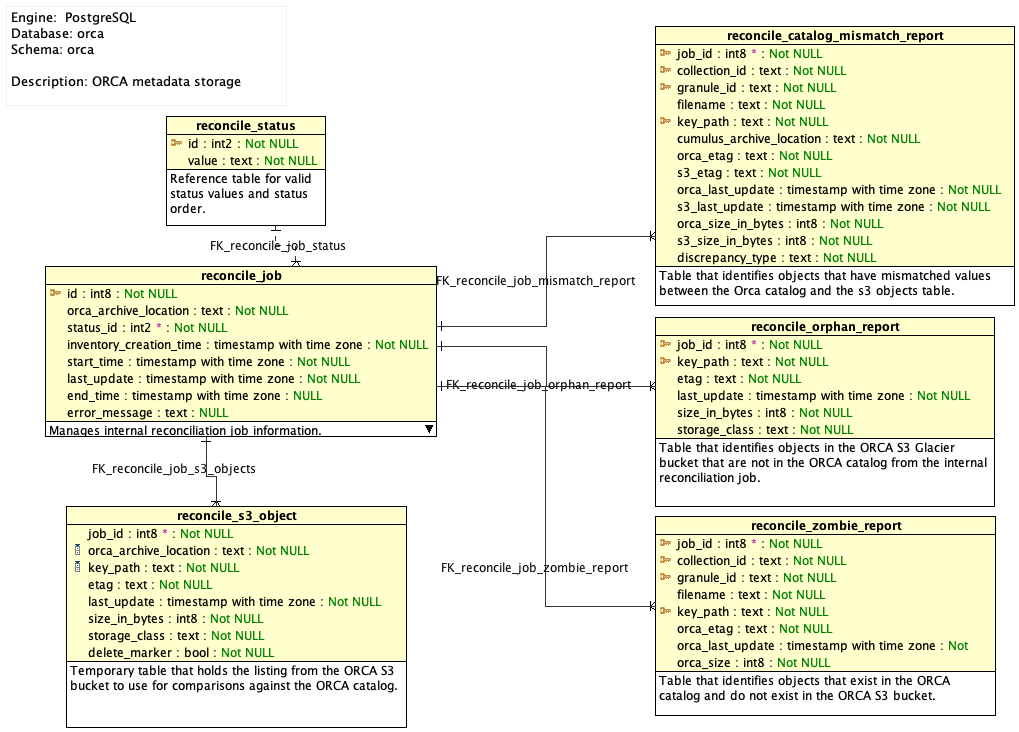 Engine:  PostgreSQL
Database: orca
Schema: orca
Description: ORCA metadata storage
reconcile_status
id : int2 : Not NULL
value : text : Not NULL
Reference table for valid
status values and status
order.
FK_reconcile_job_status
reconcile_job
id : int8 : Not NULL
orca_archive_location : text : Not NULL
status_id : int2 * : Not NULL
inventory_creation_time : timestamp with time zone : Not NULL
start_time : timestamp with time zone : Not NULL
last_update : timestamp with time zone : Not NULL
end_time : timestamp with time zone : NULL
error_message : text : NULL
Manages internal reconciliation job information.
FK_reconcile_job_s3_objects
reconcile_s3_object
job_id : int8 * : Not NULL
orca_archive_location : text : Not NULL
key_path : text : Not NULL
etag : text : Not NULL
last_update : timestamp with time zone : Not NULL
size_in_bytes : int8 : Not NULL
storage_class : text : Not NULL
delete_marker : bool : Not NULL
Temporary table that holds the listing from the ORCA S3
bucket to use for comparisons against the ORCA catalog.
FK_reconcile_job_mismatch_report
FK_reconcile_job_orphan_report
FK_reconcile_job_zombie_report
reconcile_catalog_mismatch_report
job_id : int8 * : Not NULL
collection_id : text : Not NULL
granule_id : text : Not NULL
filename : text : Not NULL
key_path : text : Not NULL
cumulus_archive_location : text : Not NULL
orca_etag : text : Not NULL
s3_etag : text : Not NULL
orca_last_update : timestamp with time zone : Not NULL
s3_last_update : timestamp with time zone : Not NULL
orca_size_in_bytes : int8 : Not NULL
s3_size_in_bytes : int8 : Not NULL
discrepancy_type : text : Not NULL
Table that identifies objects that have mismatched values
between the Orca catalog and the s3 objects table.
reconcile_orphan_report
job_id : int8 * : Not NULL
key_path : text : Not NULL
etag : text : Not NULL
last_update : timestamp with time zone : Not NULL
size_in_bytes : int8 : Not NULL
storage_class : text : Not NULL
Table that identifies objects in the ORCA S3 Glacier
bucket that are not in the ORCA catalog from the internal
reconciliation job.
reconcile_zombie_report
job_id : int8 * : Not NULL
collection_id : text : Not NULL
granule_id : text : Not NULL
filename : text : Not NULL
key_path : text : Not NULL
orca_etag : text : Not NULL
orca_last_update : timestamp with time zone : Not
orca_size : int8 : Not NULL
Table that identifies objects that exist in the ORCA
catalog and do not exist in the ORCA S3 bucket.